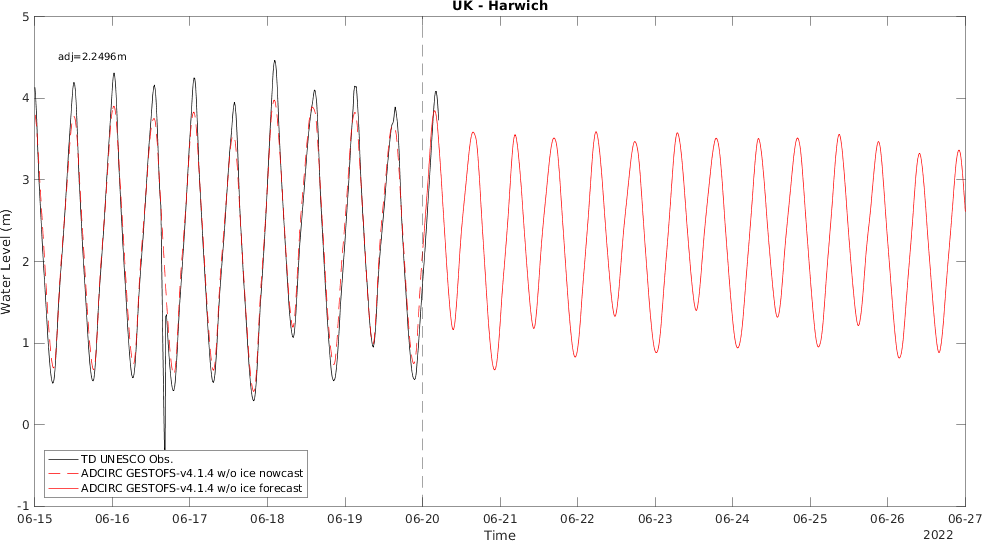 UK - Harwich
adj=2.2496m
Water Level (m)
5
4
3
2
1
0
-1
TD UNESCO Obs.
ADCIRC GESTOFS-v4.1.4 w/o ice nowcast
ADCIRC GESTOFS-v4.1.4 w/o ice forecast
06-15 06-16 06-17 06-18 06-19 06-20 06-21 06-22 06-23 06-24 06-25 06-26 06-27
Time
2022